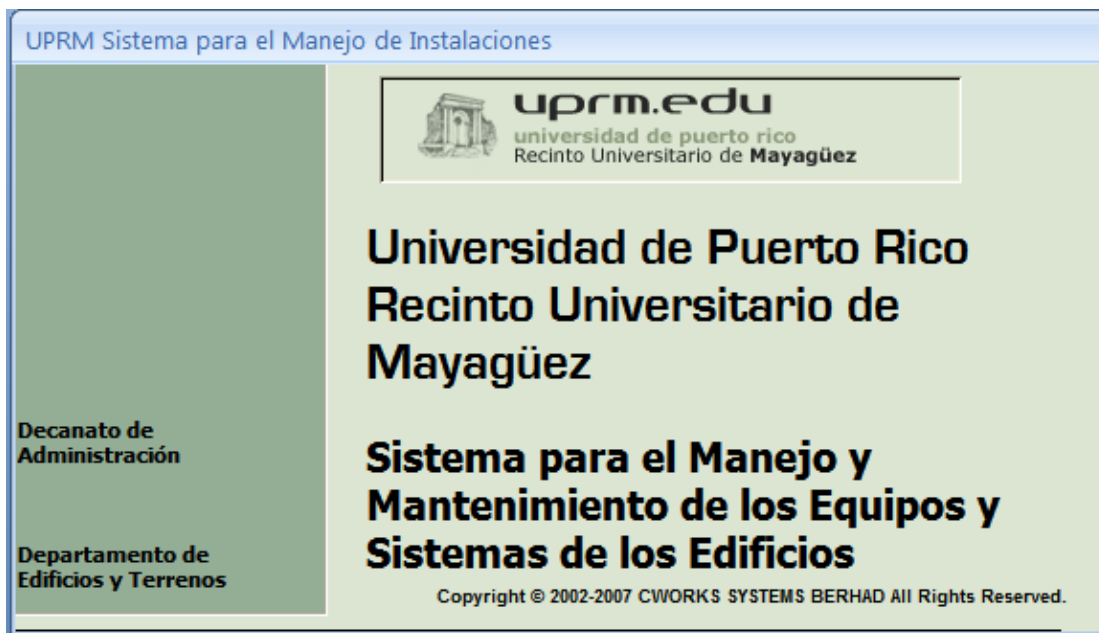 UPRM Sistema para el Manejo de Instalaciones
uprm.edu
universidad de puerto rico
Recinto Universitario de Mayagüez
Universidad de Puerto Rico
Recinto Universitario de
Mayagüez
Decanato de
Administración
Sistema para el Manejo y
Mantenimiento de los Equipos y
Sistemas de los Edificios
Departamento de
Edificios y Terrenos
Copyright © 2002-2007 CWORKS SYSTEMS BERHAD All Rights Reserved.